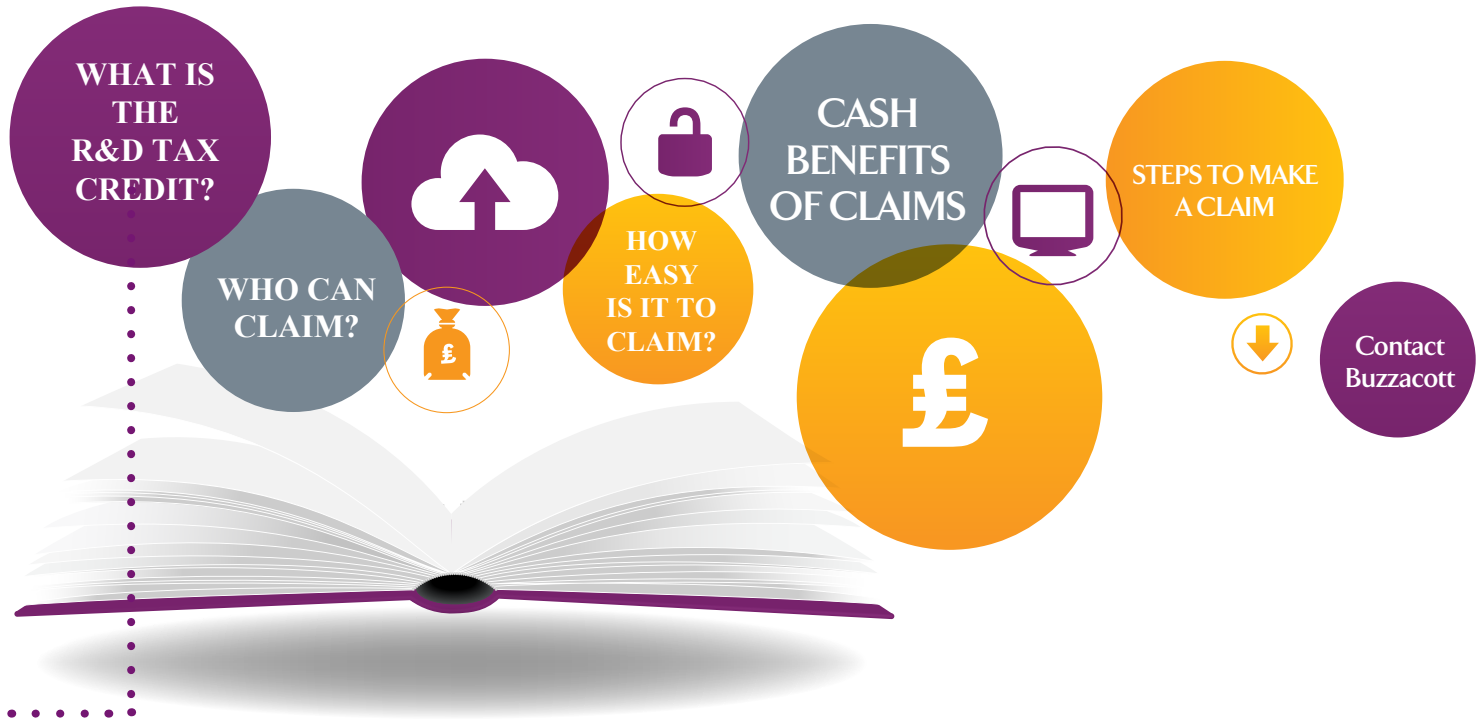 WHAT IS
THE
R&D TAX
CREDIT?
WHO CAN
CLAIM?
£
HOW
EASY
IS IT TO
CLAIM?
CASH
BENEFITS
OF CLAIMS
£
STEPS TO MAKE
A CLAIM
Contact
Buzzacott